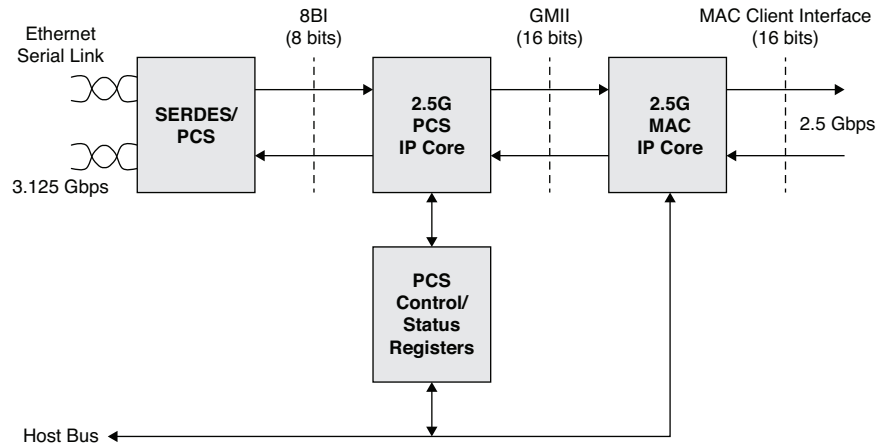 Ethernet
Serial Link
8BI
(8 bits)
GMII
(16 bits)
MAC Client Interface
(16 bits)
SERDES/
PCS
2.5G
PCS
IP Core
2.5G
MAC
IP Core
2.5 Gbps
3.125 Gbps
PCS
Control/
Status
Registers
Host Bus